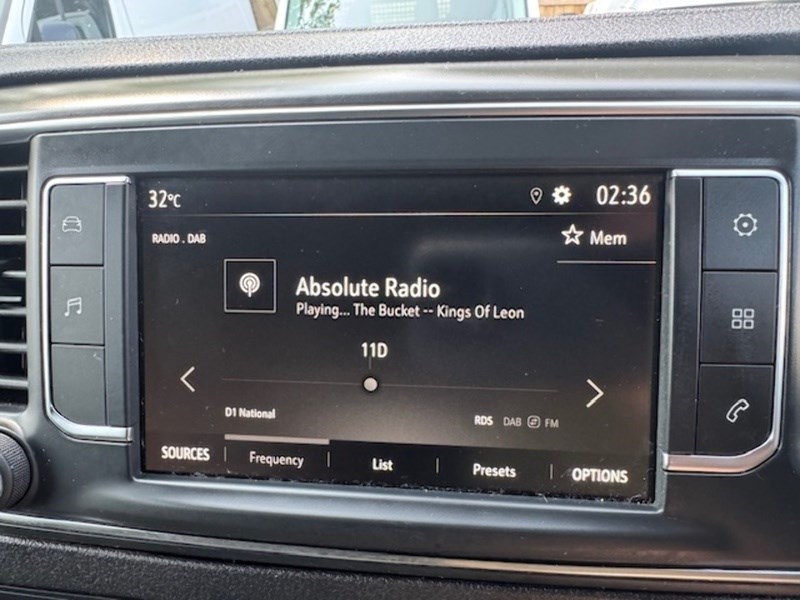 32°C 02:36
RADIO . DAB
Mem
Absolute Radio
Playing... The Bucket -- Kings Of Leon
11D
D1 National
RDS DAB FM
SOURCES Frequency List Presets OPTIONS